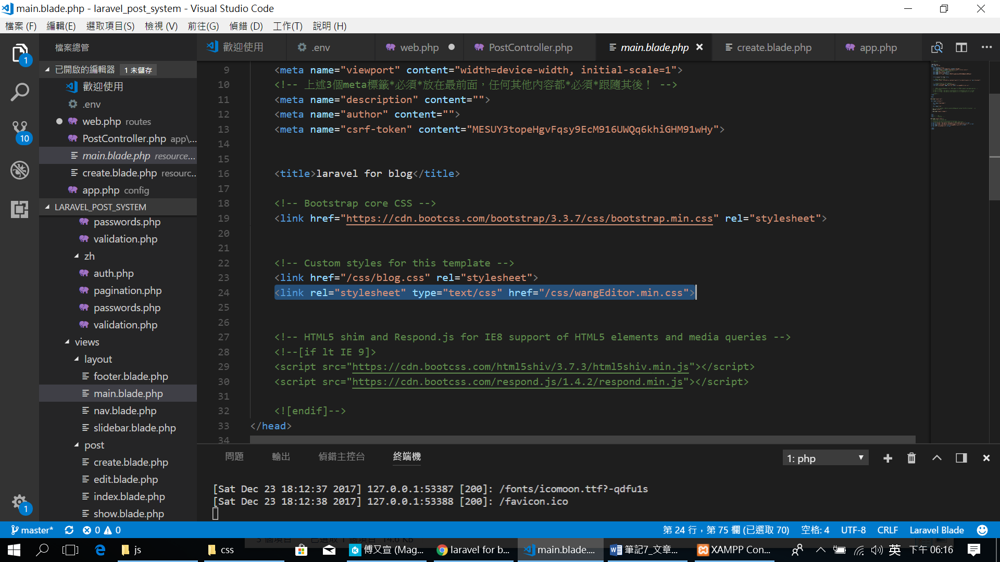 main.blade.php - laravel_post_system - Visual Studio Code
檔案 (F) 編輯(E) 選取項目(S) 檢視 (V) 前往(G) 偵錯 (D) 工作(T) 說明 (H)
檔案總管
歡迎使用 .env web.php PostController.php main.blade.php create.blade.php app.php
1
已開啟的編輯器 1 未儲存
歡迎使用
.env
web.php routes
PostController.php app\...
10
main.blade.php resource...
create.blade.php resourc...
app.php config
LARAVEL_POST_SYSTEM
passwords.php
validation.php
zh
auth.php
pagination.php
passwords.php
validation.php
views
layout
footer.blade.php
main.blade.php
nav.blade.php
slidebar.blade.php
post
create.blade.php
edit.blade.php
index.blade.php
show.blade.php
1
9 <meta name="viewport" content="width=device-width, initial-scale=1">
10 <!-- 上述3個meta標籤*必須*放在最前面，任何其他內容都*必須*跟隨其後！ -->
11 <meta name="description" content="">
12 <meta name="author" content="">
13 <meta name="csrf-token" content="MESUY3topeHgvFqsy9EcM916UWQq6khiGHM91wHy">
14
15
16 <title>laravel for blog</title>
17
18 <!-- Bootstrap core CSS -->
19 <link href="https://cdn.bootcss.com/bootstrap/3.3.7/css/bootstrap.min.css" rel="stylesheet">
20
21
22 <!-- Custom styles for this template -->
23 <link href="/css/blog.css" rel="stylesheet">
24 <link rel="stylesheet" type="text/css" href="/css/wangEditor.min.css">
25
26
27 <!-- HTML5 shim and Respond.js for IE8 support of HTML5 elements and media queries -->
28 <!--[if lt IE 9]>
29 <script src="https://cdn.bootcss.com/html5shiv/3.7.3/html5shiv.min.js"></script>
30 <script src="https://cdn.bootcss.com/respond.js/1.4.2/respond.min.js"></script>
31
32 <![endif]-->
33 </head>
34
問題 輸出 偵錯主控台 終端機 1: php
[Sat Dec 23 18:12:37 2017] 127.0.0.1:53387 [200]: /fonts/icomoon.ttf?-qdfu1s
[Sat Dec 23 18:12:38 2017] 127.0.0.1:53388 [200]: /favicon.ico
master* 0 0 第 24 行，第 75 欄 (已選取 70) 空格: 4 UTF-8 CRLF Laravel Blade
js css 傅又宣 (Mag... laravel for b... main.blade.... 筆記7_文章... XAMPP Con... 英 下午 06:16